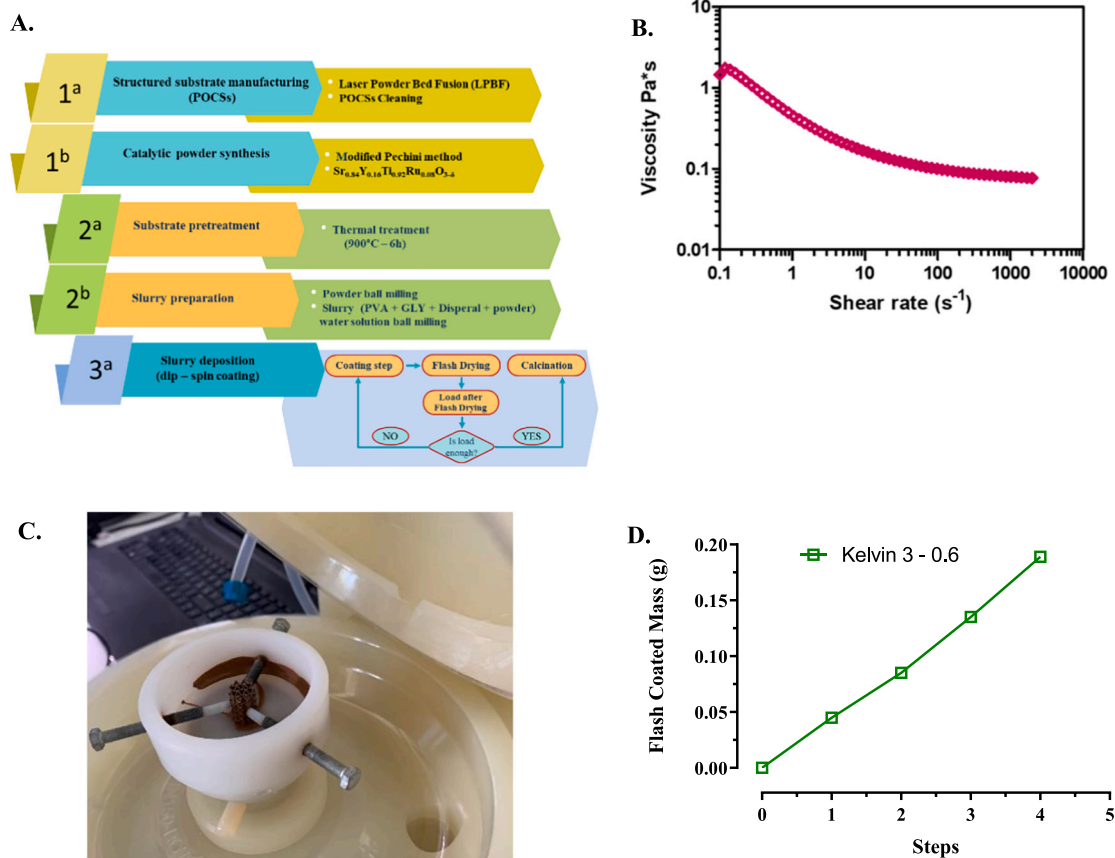 A.
1a
Structured substrate manufacturing
(POCSs)
• Laser Powder Bed Fusion (LPBF)
• POCSs Cleaning
1b
Catalytic powder synthesis
• Modified Pechini method
• Sr0.84Y0.16Ti0.92Ru0.08O3-δ
2a
Substrate pretreatment
• Thermal treatment
(900°C – 6h)
2b
Slurry preparation
• Powder ball milling
• Slurry (PVA + GLY + Disperal + powder)
water solution ball milling
3a
Slurry deposition
(dip – spin coating)
Coating step
Flash Drying
Calcination
Load after
Flash Drying
NO
Is load
enough?
YES
B.
Viscosity Pa*s
10
1
0.1
0.01
0.1
1
10
100
1000
10000
Shear rate (s-1)
C.
D.
Kelvin 3 - 0.6
Flash Coated Mass (g)
0.20
0.15
0.10
0.05
0.00
0
1
2
3
4
5
Steps